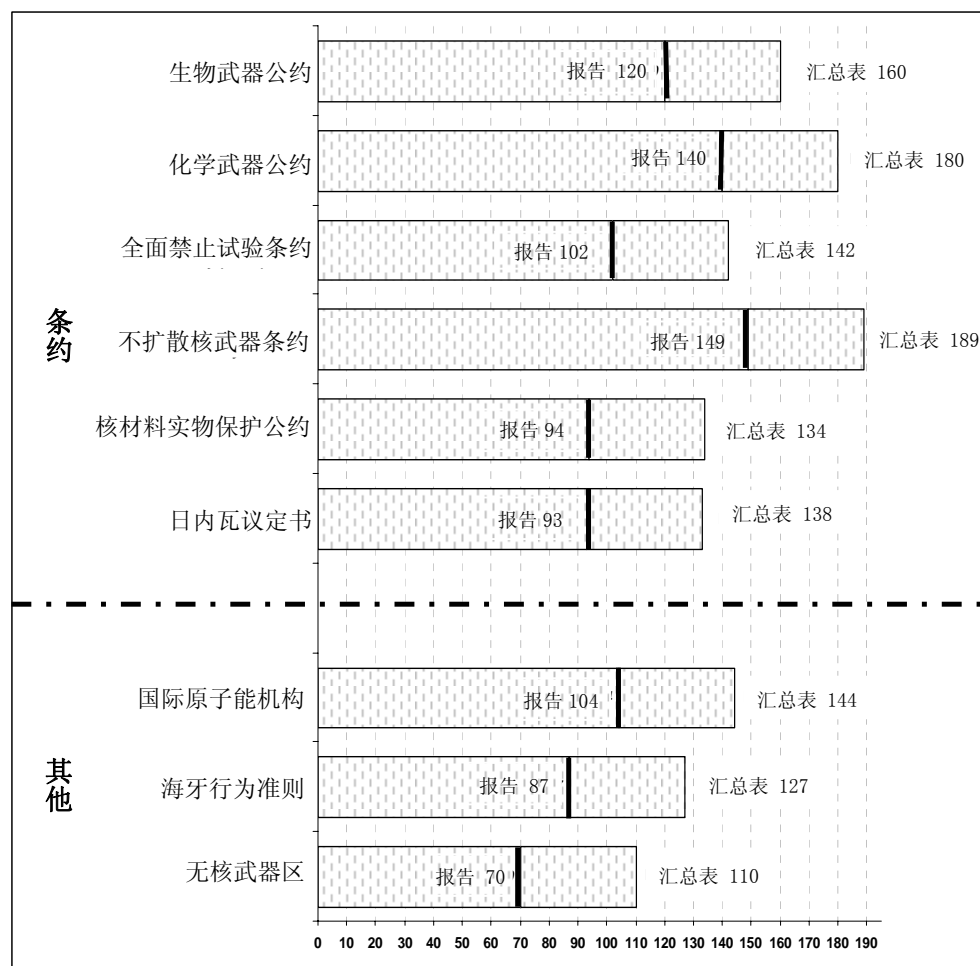 生物武器公约
报告 120
汇总表 160
化学武器公约
报告 140
汇总表 180
全面禁止试验条约
报告 102
汇总表 142
条约
不扩散核武器条约
报告 149
汇总表 189
核材料实物保护公约
报告 94
汇总表 134
日内瓦议定书
报告 93
汇总表 138
国际原子能机构
报告 104
汇总表 144
其他
海牙行为准则
报告 87
汇总表 127
无核武器区
报告 70
汇总表 110
0 10 20 30 40 50 60 70 80 90 100 110 120 130 140 150 160 170 180 190